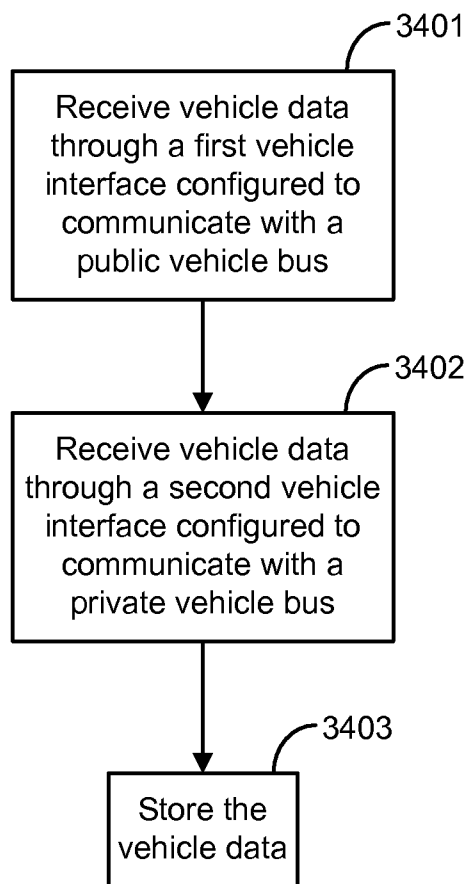 3401
Receive vehicle data
through a first vehicle
interface configured to
communicate with a
public vehicle bus
3402
Receive vehicle data
through a second vehicle
interface configured to
communicate with a
private vehicle bus
3403
Store the
vehicle data